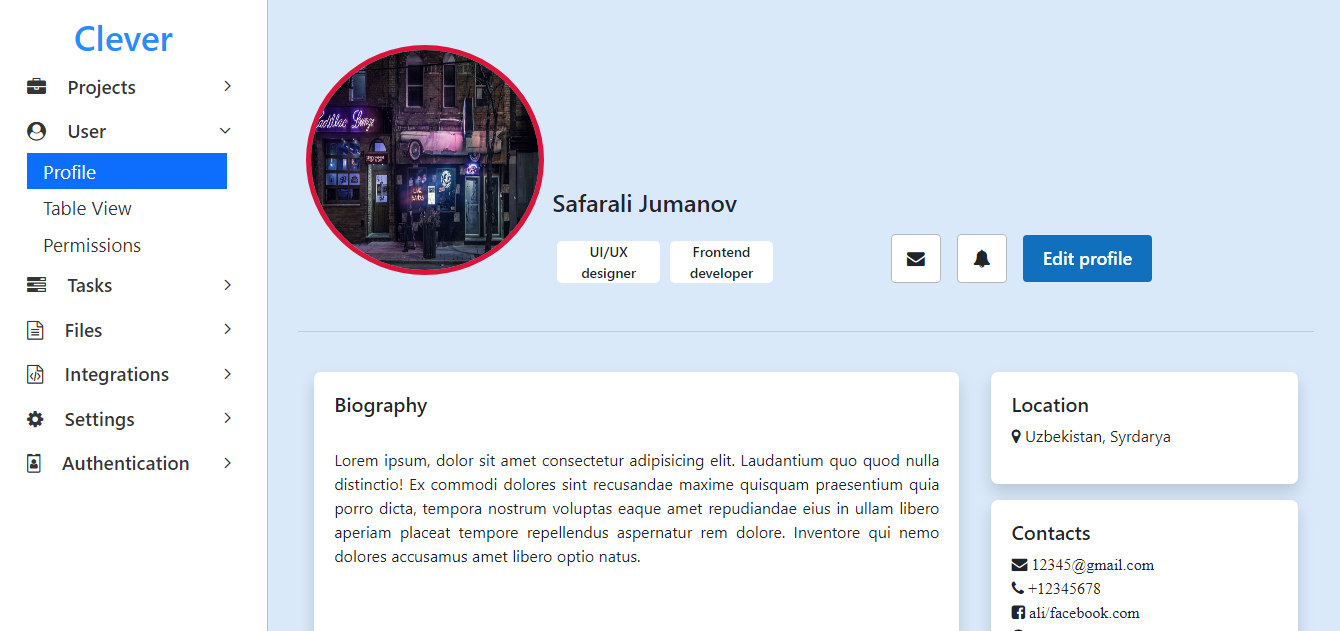 Clever
Projects
User
Profile
Table View
Permissions
Tasks
Files
Integrations
Settings
Authentication
Cadillac Lounge
Safarali Jumanov
UI/UX
designer
Frontend
developer
Edit profile
Biography
Lorem ipsum, dolor sit amet consectetur adipisicing elit. Laudantium quo quod nulla
distinctio! Ex commodi dolores sint recusandae maxime quisquam praesentium quia
porro dicta, tempora nostrum voluptas eaque amet repudiandae eius in ullam libero
aperiam placeat tempore repellendus aspernatur rem dolore. Inventore qui nemo
dolores accusamus amet libero optio natus.
Location
Uzbekistan, Syrdarya
Contacts
12345@gmail.com
+12345678
ali/facebook.com